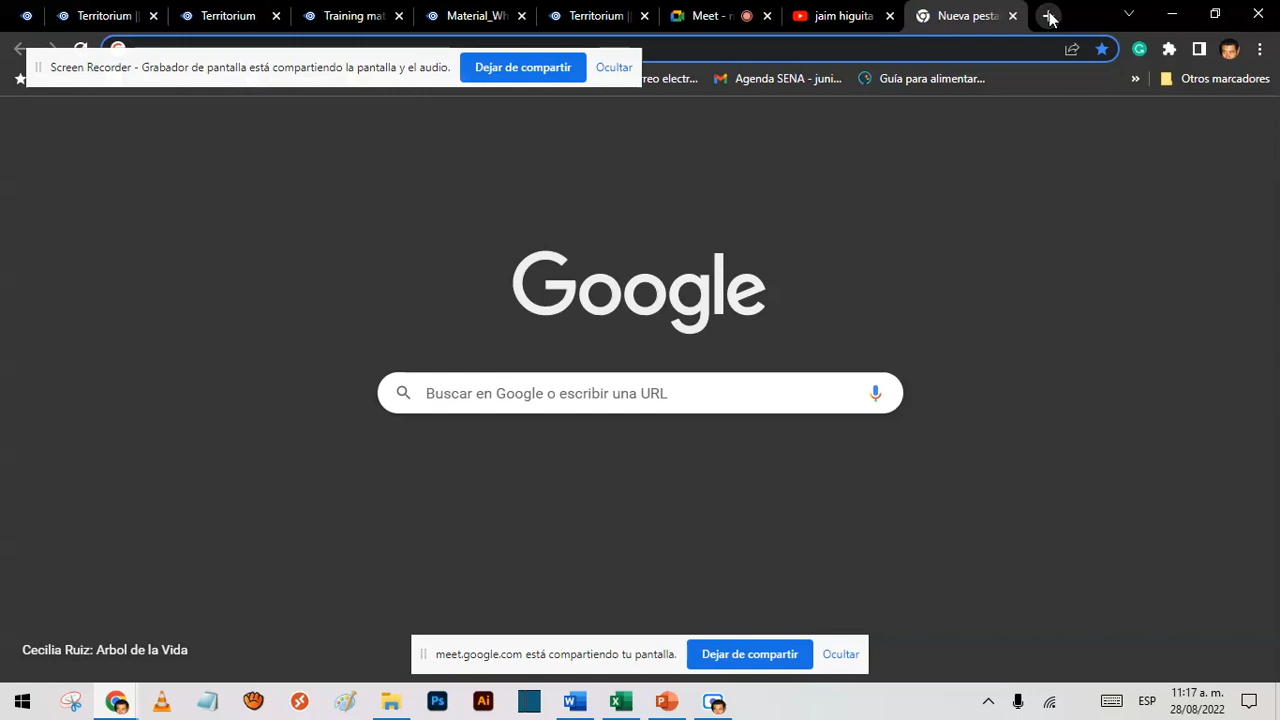 Territorium
Territorium
Training mat
Material_Wh
Territorium
Meet - r
jaim higuita
Nueva pesta
Screen Recorder - Grabador de pantalla está compartiendo la pantalla y el audio.
Dejar de compartir
Ocultar
reo electr...
Agenda SENA - juni...
Guía para alimentar...
»
Otros marcadores
Google
Buscar en Google o escribir una URL
Cecilia Ruiz: Arbol de la Vida
meet.google.com está compartiendo tu pantalla.
Dejar de compartir
Ocultar
Ps
Ai
ESP
11:17 a. m.
28/08/2022